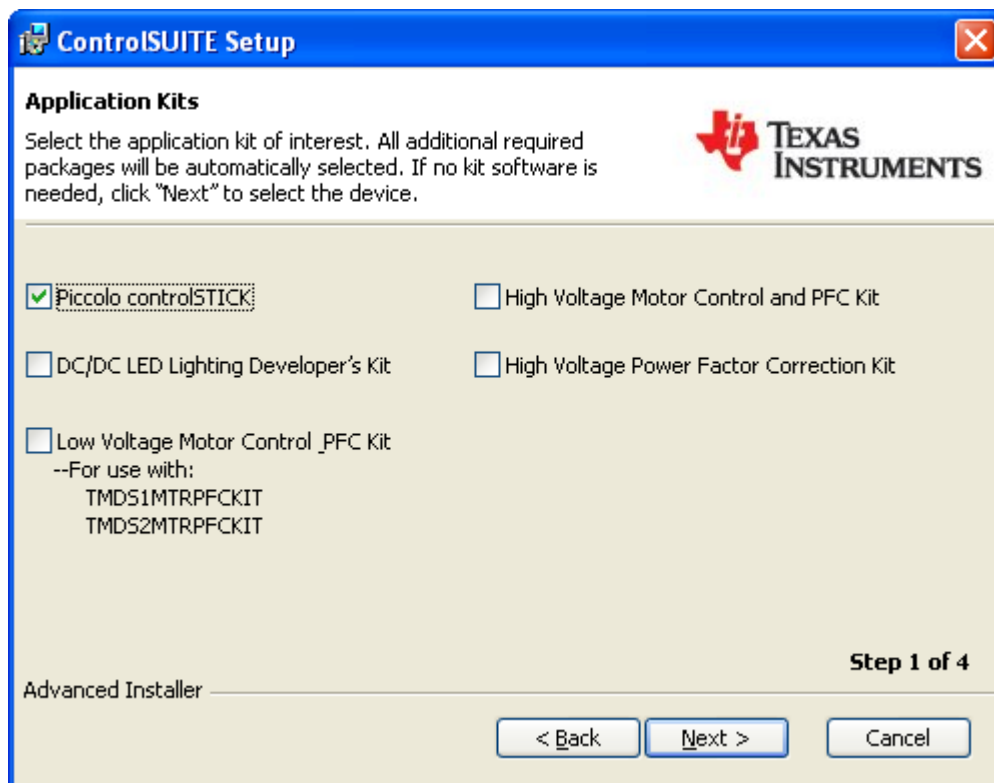 ControlSUITE Setup
Application Kits
Select the application kit of interest. All additional required
packages will be automatically selected. If no kit software is
needed, click "Next" to select the device.
TEXAS
INSTRUMENTS
Piccolo controlSTICK
High Voltage Motor Control and PFC Kit
DC/DC LED Lighting Developer's Kit
High Voltage Power Factor Correction Kit
Low Voltage Motor Control _PFC Kit
--For use with:
TMDS1MTRPFCKIT
TMDS2MTRPFCKIT
Step 1 of 4
Advanced Installer
< Back
Next >
Cancel